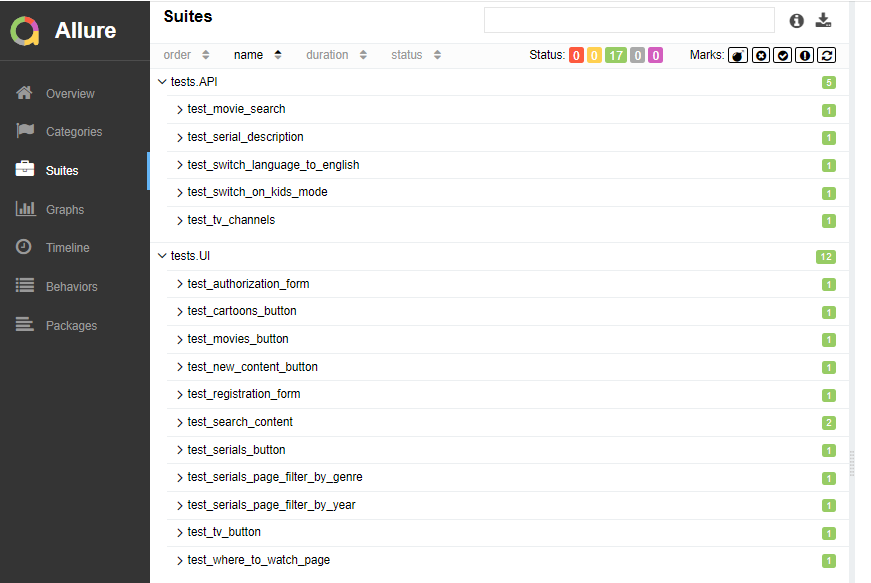 Allure
Overview
Categories
Suites
Graphs
Timeline
Behaviors
Packages
Suites
order name duration status Status: 0 0 17 0 0 Marks:
tests.API 5
test_movie_search 1
test_serial_description 1
test_switch_language_to_english 1
test_switch_on_kids_mode 1
test_tv_channels 1
tests.UI 12
test_authorization_form 1
test_cartoons_button 1
test_movies_button 1
test_new_content_button 1
test_registration_form 1
test_search_content 2
test_serials_button 1
test_serials_page_filter_by_genre 1
test_serials_page_filter_by_year 1
test_tv_button 1
test_where_to_watch_page 1